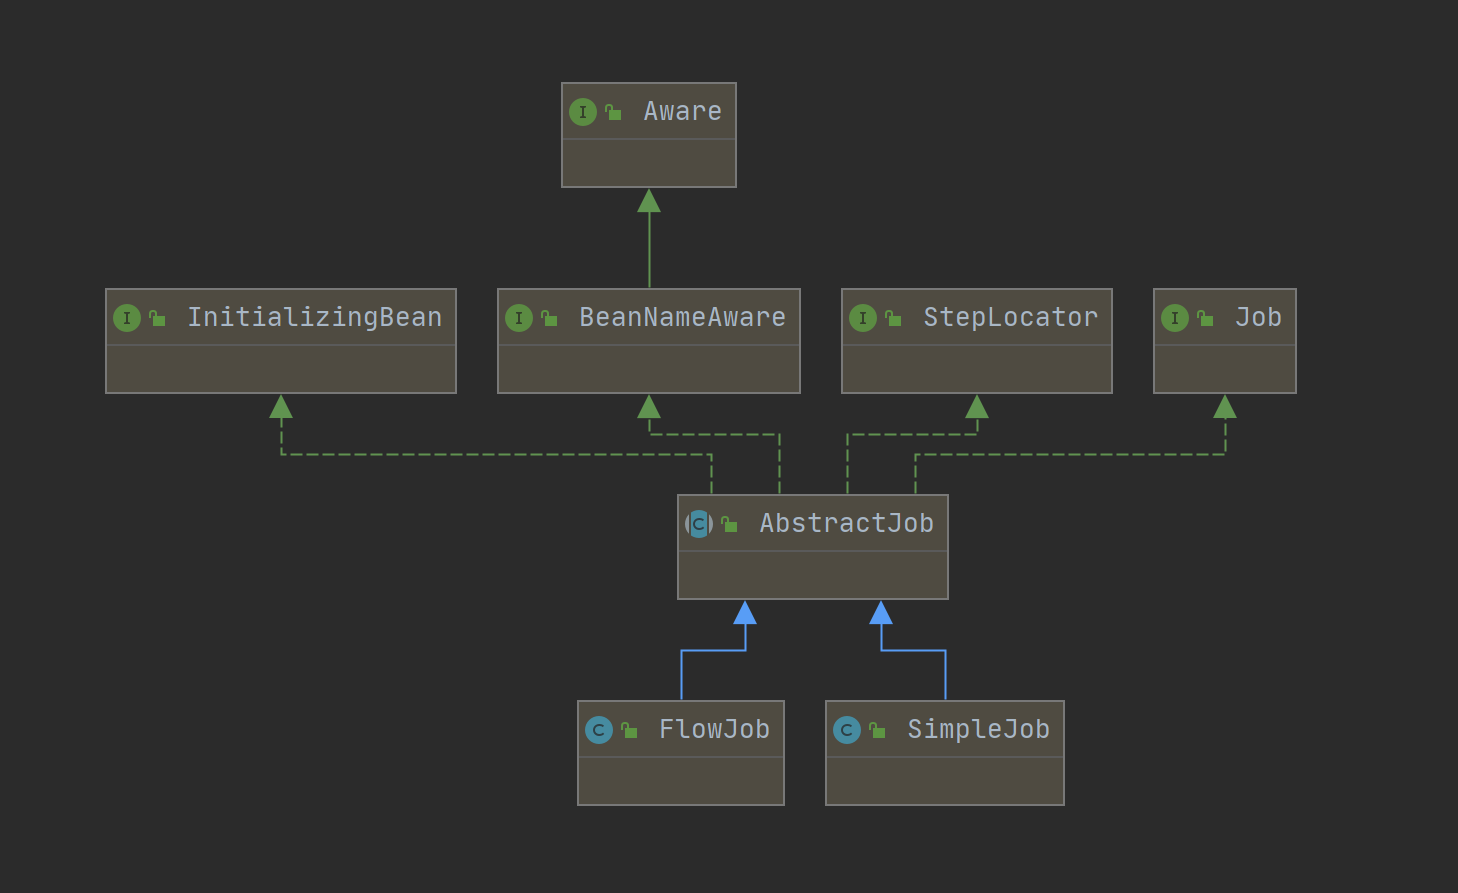 Aware
InitializingBean
BeanNameAware
StepLocator
Job
AbstractJob
FlowJob
SimpleJob